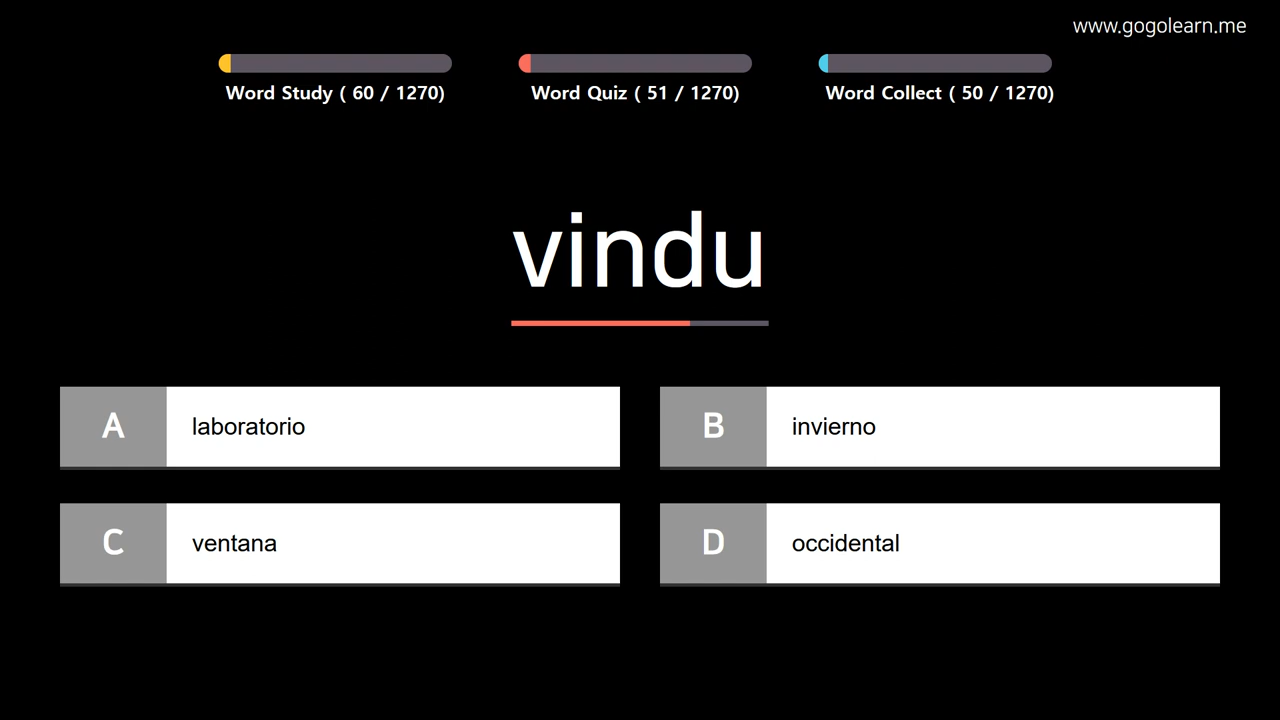 www.gogolearn.me
Word Study ( 60 / 1270)
Word Quiz ( 51 / 1270)
Word Collect ( 50 / 1270)
vindu
A laboratorio
B invierno
C ventana
D occidental